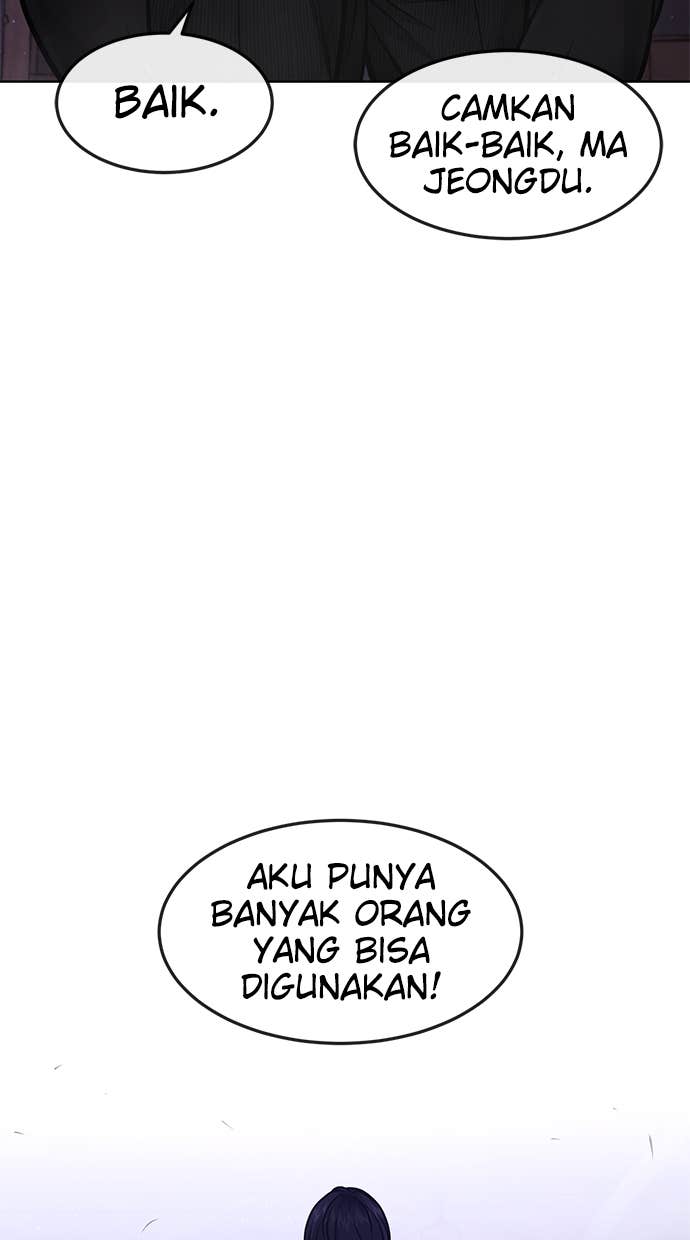 BAIK.
CAMKAN
BAIK-BAIK, MA
JEONGDU.
AKU PUNYA
BANYAK ORANG
YANG BISA
DIGUNAKAN!